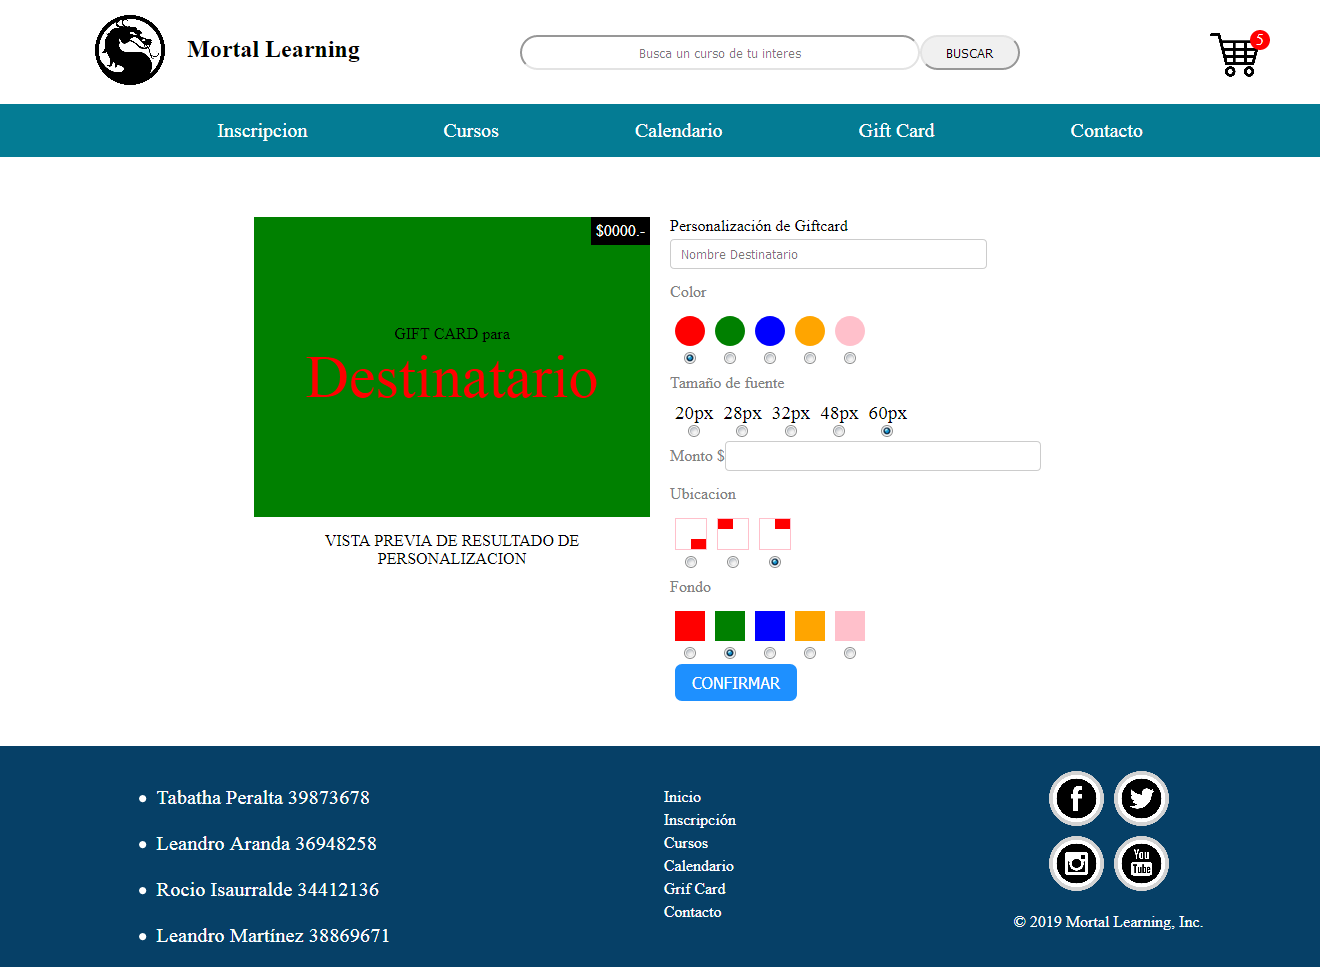 Mortal Learning
Busca un curso de tu interes
BUSCAR
5
Inscripcion
Cursos
Calendario
Gift Card
Contacto
$0000.-
GIFT CARD para
Destinatario
VISTA PREVIA DE RESULTADO DE
PERSONALIZACION
Personalización de Giftcard
Nombre Destinatario
Color
Tamaño de fuente
20px 28px 32px 48px 60px
Monto $
Ubicacion
Fondo
CONFIRMAR
Tabatha Peralta 39873678
Leandro Aranda 36948258
Rocio Isaurralde 34412136
Leandro Martínez 38869671
Inicio
Inscripción
Cursos
Calendario
Grif Card
Contacto
You
Tube
© 2019 Mortal Learning, Inc.